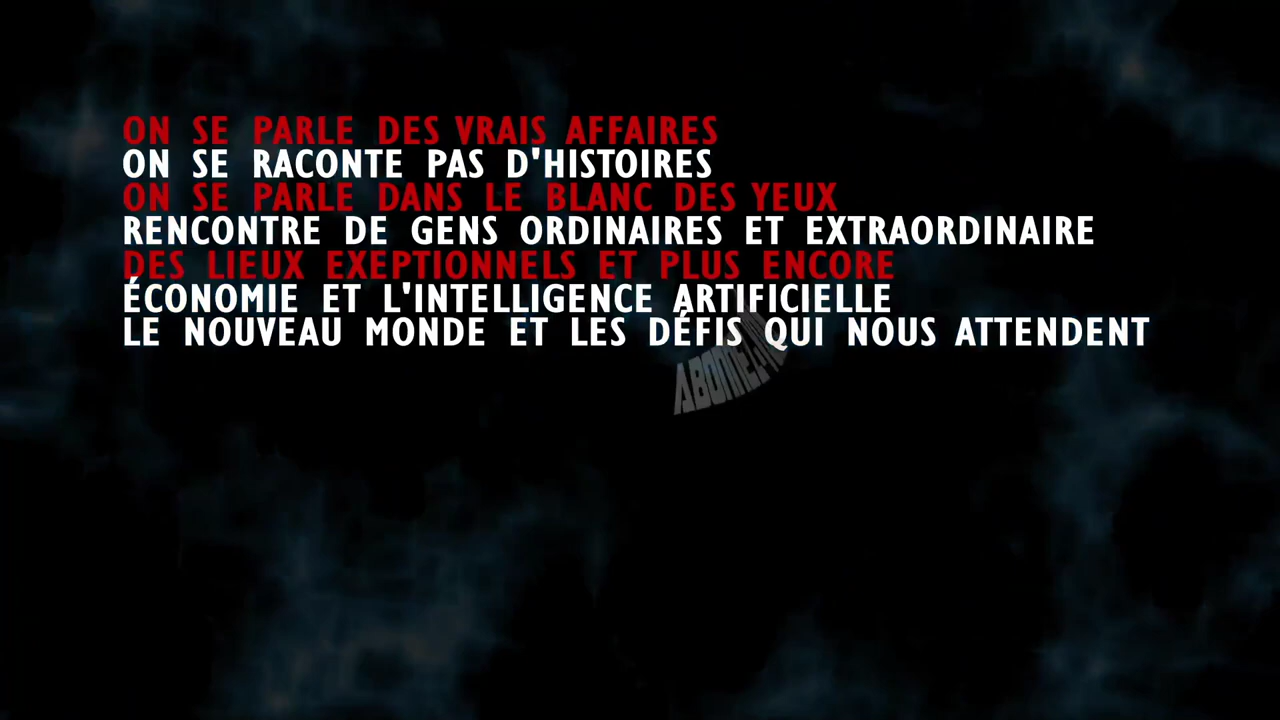 ON SE PARLE DES VRAIS AFFAIRES
ON SE RACONTE PAS D'HISTOIRES
ON SE PARLE DANS LE BLANC DES YEUX
RENCONTRE DE GENS ORDINAIRES ET EXTRAORDINAIRE
DES LIEUX EXEPTIONNELS ET PLUS ENCORE
ÉCONOMIE ET L'INTELLIGENCE ARTIFICIELLE
LE NOUVEAU MONDE ET LES DÉFIS QUI NOUS ATTENDENT